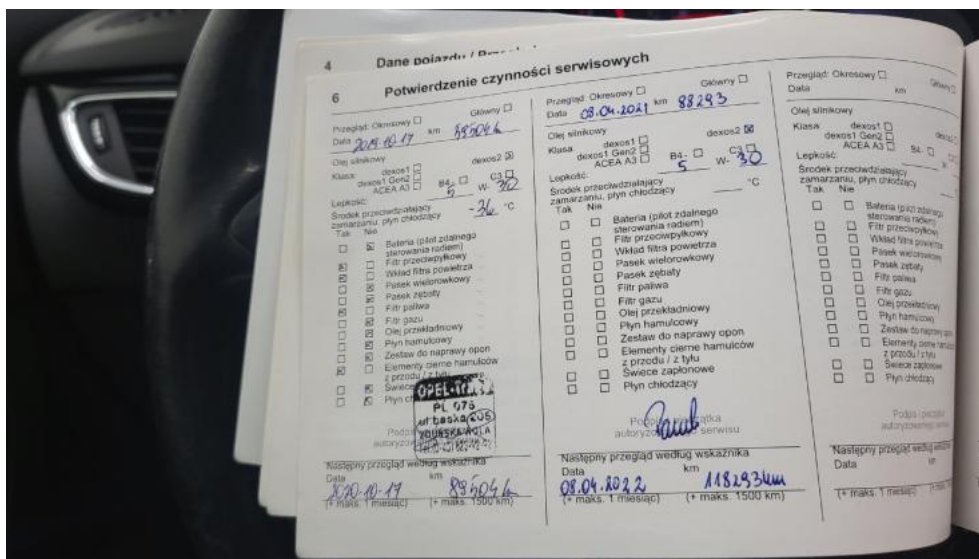 4 Dane pojazdu /
6 Potwierdzenie czynności serwisowych
Przegląd: Okresowy Główny
Data 2019-10-17 km 59504
Olej silnikowy
Klasa: dexos1 dexos2
dexos1 Gen2
ACEA A3 B4- C3
Lepkość: 5 W- 30
Środek przeciwdziałający
zamarzaniu, płyn chłodzący -36 °C
Tak Nie
Bateria (pilot zdalnego
sterowania radiem)
Filtr przeciwpyłkowy
Wkład filtra powietrza
Pasek wielorowkowy
Pasek zębaty
Filtr paliwa
Filtr gazu
Olej przekładniowy
Płyn hamulcowy
Zestaw do naprawy opon
Elementy cierne hamulców
z przodu / z tyłu
Świece
Płyn
PL 076
Następny przegląd według wskaźnika
Data km
2020-10-17 89504
(+ maks. 1 miesiąc) (+ maks. 1500 km)
Przegląd: Okresowy Główny
Data 08.04.2021 km 88293
Olej silnikowy
Klasa: dexos1 dexos2
dexos1 Gen2
ACEA A3 B4- C3
Lepkość: 5 W- 30
Środek przeciwdziałający
zamarzaniu, płyn chłodzący °C
Tak Nie
Bateria (pilot zdalnego
sterowania radiem)
Filtr przeciwpyłkowy
Wkład filtra powietrza
Pasek wielorowkowy
Pasek zębaty
Filtr paliwa
Filtr gazu
Olej przekładniowy
Płyn hamulcowy
Zestaw do naprawy opon
Elementy cierne hamulców
z przodu / z tyłu
Świece zapłonowe
Płyn chłodzący
serwisu
Następny przegląd według wskaźnika
Data km
08.04.2022 118293km
(+ maks. 1 miesiąc) (+ maks. 1500 km)
Przegląd: Okresowy Główny
Data km
Olej silnikowy
Klasa: dexos1
dexos1 Gen2
ACEA A3 B4-
Lepkość:
Środek przeciwdziałający
zamarzaniu, płyn chłodzący
Tak Nie
Bateria (pilot zdalnego
sterowania radiem)
Filtr przeciwpyłkowy
Wkład filtra powietrza
Pasek wielorowkowy
Pasek zębaty
Filtr paliwa
Filtr gazu
Olej przekładniowy
Płyn hamulcowy
Zestaw do naprawy opon
Elementy cierne
z przodu / z tyłu
Świece zapłonowe
Płyn chłodzący
Następny przegląd według
Data km
(+ maks. 1 miesiąc) (+ maks. 1500